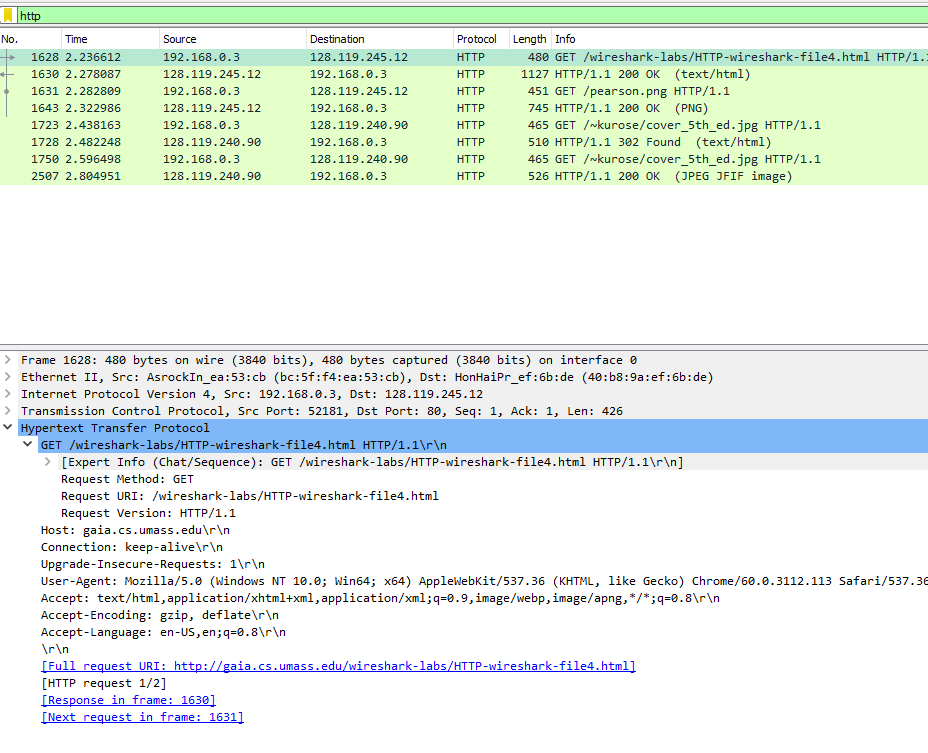 http
No. Time Source Destination Protocol Length Info
1628 2.236612 192.168.0.3 128.119.245.12 HTTP 480 GET /wireshark-labs/HTTP-wireshark-file4.html HTTP/1.1
1630 2.278087 128.119.245.12 192.168.0.3 HTTP 1127 HTTP/1.1 200 OK (text/html)
1631 2.282809 192.168.0.3 128.119.245.12 HTTP 451 GET /pearson.png HTTP/1.1
1643 2.322986 128.119.245.12 192.168.0.3 HTTP 745 HTTP/1.1 200 OK (PNG)
1723 2.438163 192.168.0.3 128.119.240.90 HTTP 465 GET /~kurose/cover_5th_ed.jpg HTTP/1.1
1728 2.482248 128.119.240.90 192.168.0.3 HTTP 510 HTTP/1.1 302 Found (text/html)
1750 2.596498 192.168.0.3 128.119.240.90 HTTP 465 GET /~kurose/cover_5th_ed.jpg HTTP/1.1
2507 2.804951 128.119.240.90 192.168.0.3 HTTP 526 HTTP/1.1 200 OK (JPEG JFIF image)
Frame 1628: 480 bytes on wire (3840 bits), 480 bytes captured (3840 bits) on interface 0
Ethernet II, Src: AsrockIn_ea:53:cb (bc:5f:f4:ea:53:cb), Dst: HonHaiPr_ef:6b:de (40:b8:9a:ef:6b:de)
Internet Protocol Version 4, Src: 192.168.0.3, Dst: 128.119.245.12
Transmission Control Protocol, Src Port: 52181, Dst Port: 80, Seq: 1, Ack: 1, Len: 426
Hypertext Transfer Protocol
GET /wireshark-labs/HTTP-wireshark-file4.html HTTP/1.1\r\n
[Expert Info (Chat/Sequence): GET /wireshark-labs/HTTP-wireshark-file4.html HTTP/1.1\r\n]
Request Method: GET
Request URI: /wireshark-labs/HTTP-wireshark-file4.html
Request Version: HTTP/1.1
Host: gaia.cs.umass.edu\r\n
Connection: keep-alive\r\n
Upgrade-Insecure-Requests: 1\r\n
User-Agent: Mozilla/5.0 (Windows NT 10.0; Win64; x64) AppleWebKit/537.36 (KHTML, like Gecko) Chrome/60.0.3112.113 Safari/537.36
Accept: text/html,application/xhtml+xml,application/xml;q=0.9,image/webp,image/apng,*/*;q=0.8\r\n
Accept-Encoding: gzip, deflate\r\n
Accept-Language: en-US,en;q=0.8\r\n
\r\n
[Full request URI: http://gaia.cs.umass.edu/wireshark-labs/HTTP-wireshark-file4.html]
[HTTP request 1/2]
[Response in frame: 1630]
[Next request in frame: 1631]